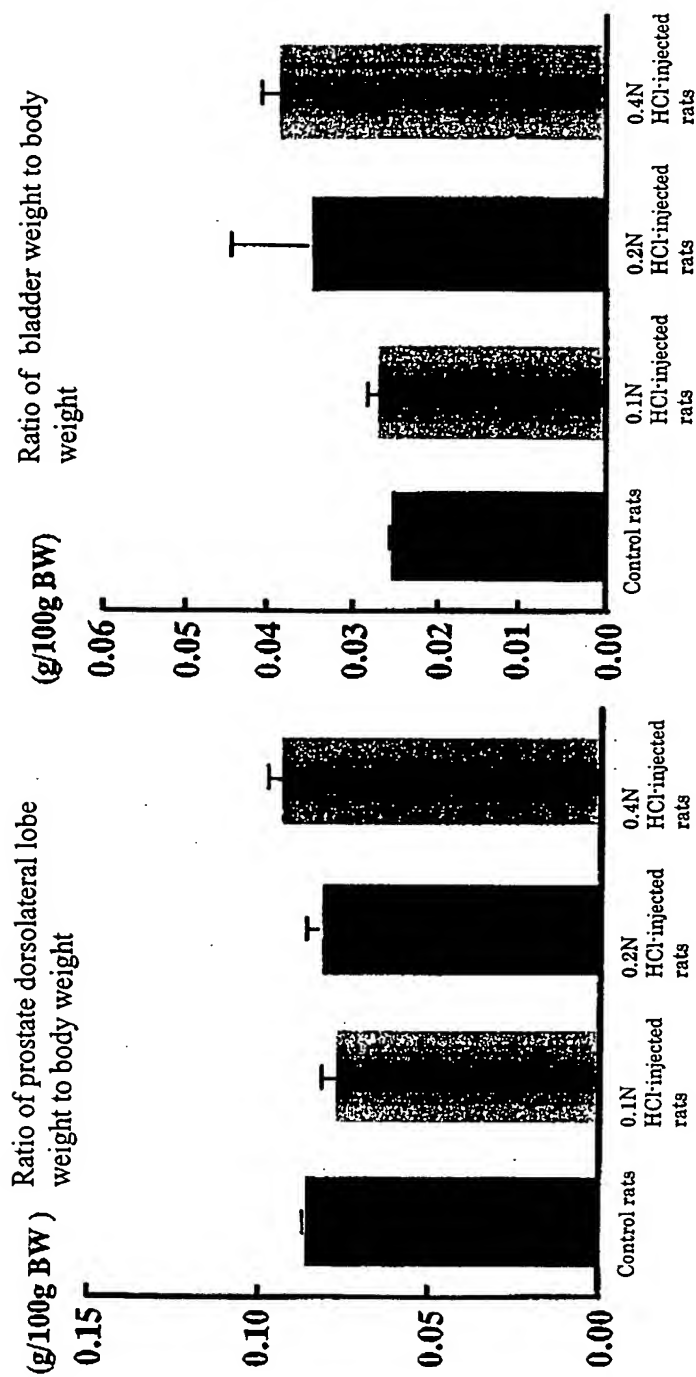 (g/100g BW)
Ratio of prostate dorsolateral lobe
weight to body weight
0.15
0.10
0.05
0.00
Control rats
0.1N
HCl-injected
rats
0.2N
HCl-injected
rats
0.4N
HCl-injected
rats
(g/100g BW)
Ratio of bladder weight to body
weight
0.06
0.05
0.04
0.03
0.02
0.01
0.00
Control rats
0.1N
HCl-injected
rats
0.2N
HCl-injected
rats
0.4N
HCl-injected
rats